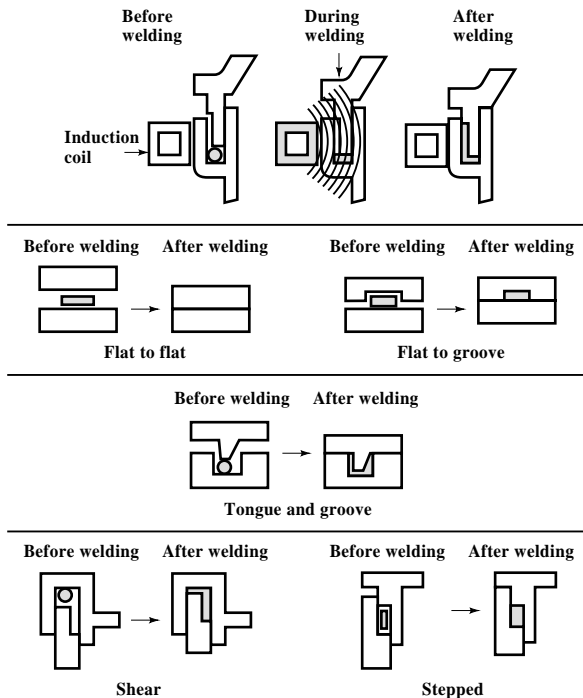 Before
welding
During
welding
After
welding
Induction
coil
Before welding
After welding
Flat to flat
Before welding
After welding
Flat to groove
Before welding
After welding
Tongue and groove
Before welding
After welding
Shear
Before welding
After welding
Stepped